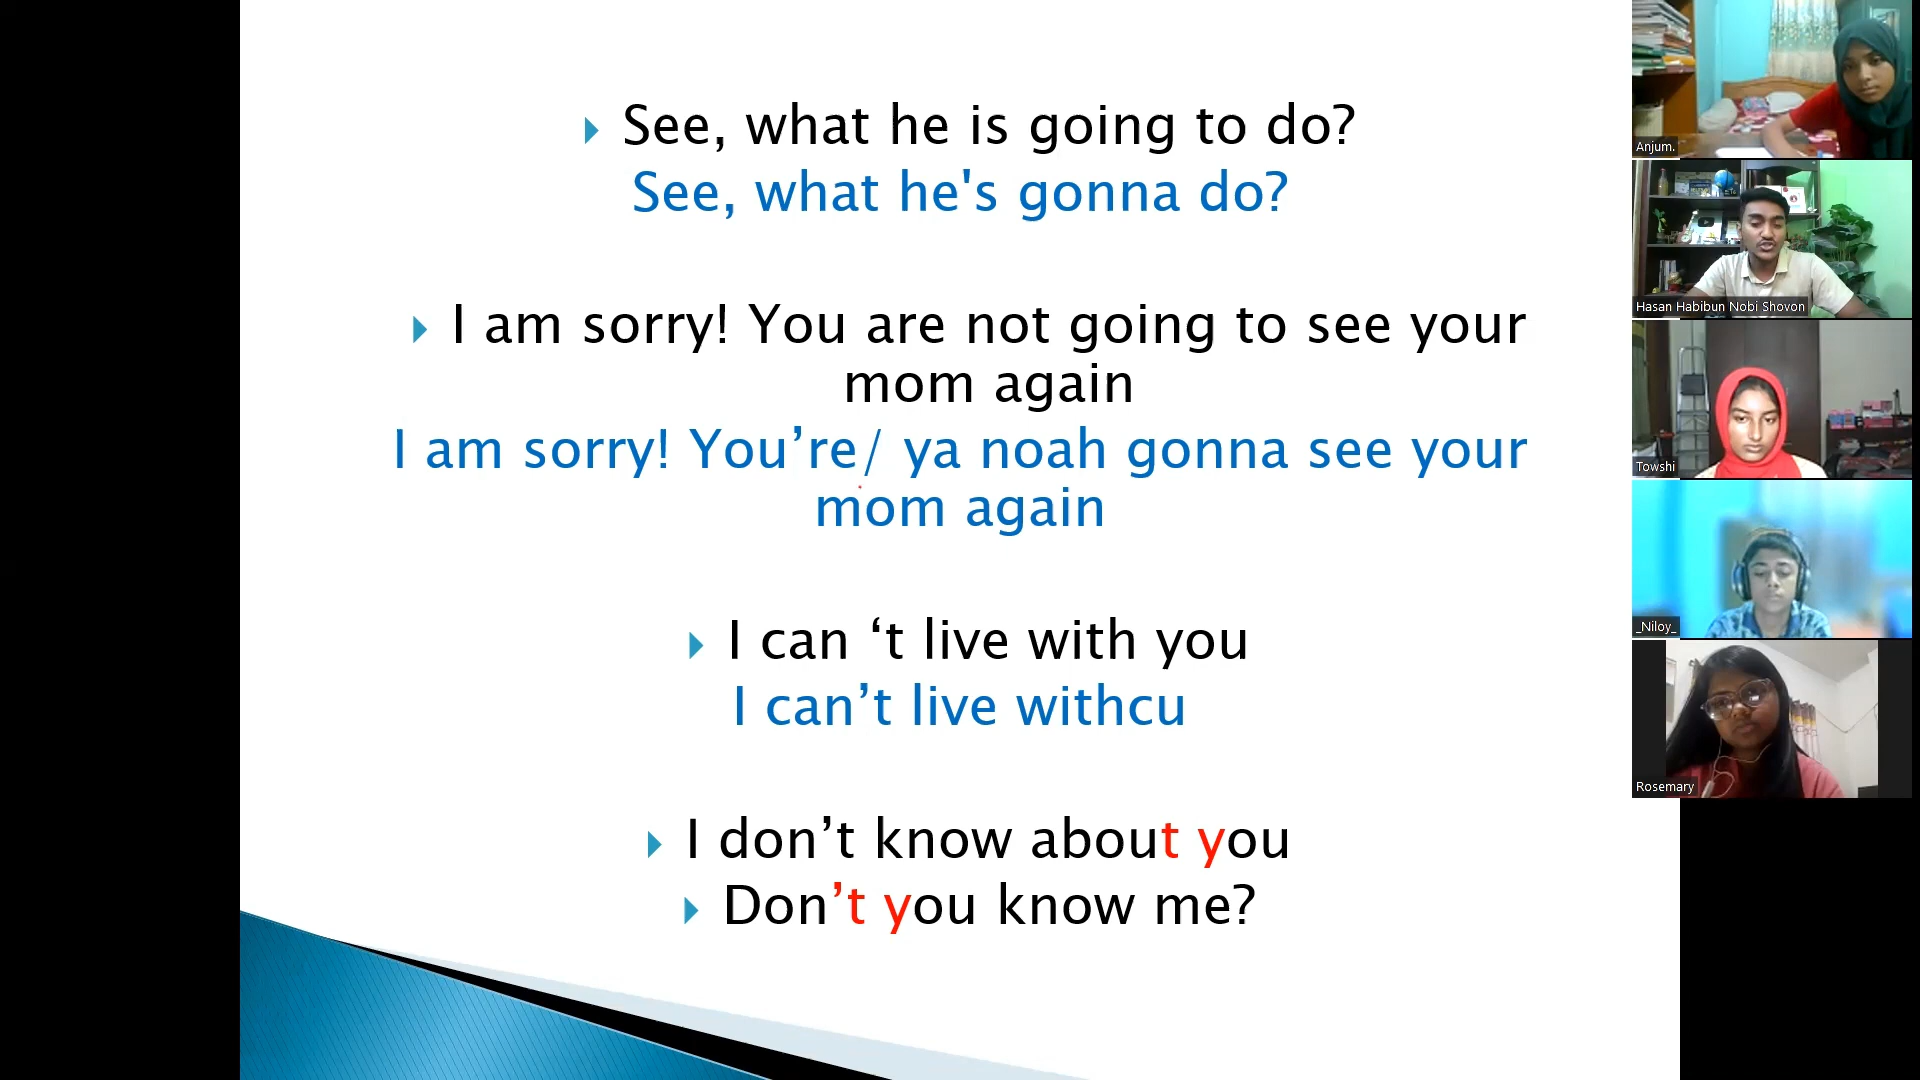 See, what he is going to do?
See, what he's gonna do?
I am sorry! You are not going to see your
mom again
I am sorry! You’re/ ya noah gonna see your
mom again
I can ‘t live with you
I can’t live withcu
I don’t know about you
Don’t you know me?
Anjum.
Hasan Habibun Nobi Shovon
Towshi
_Niloy_
Rosemary